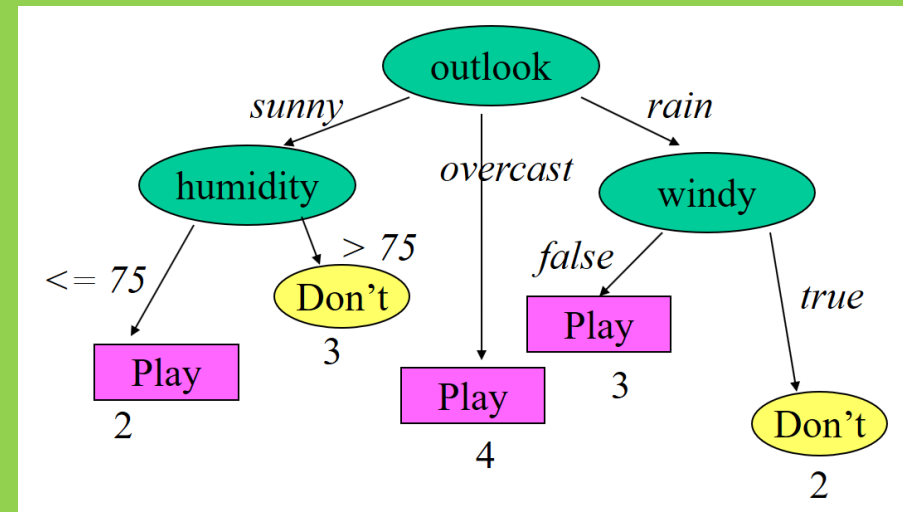 outlook
sunny
rain
overcast
humidity
windy
<= 75
> 75
false
true
Don’t
3
Play
2
Play
4
Play
3
Don’t
2